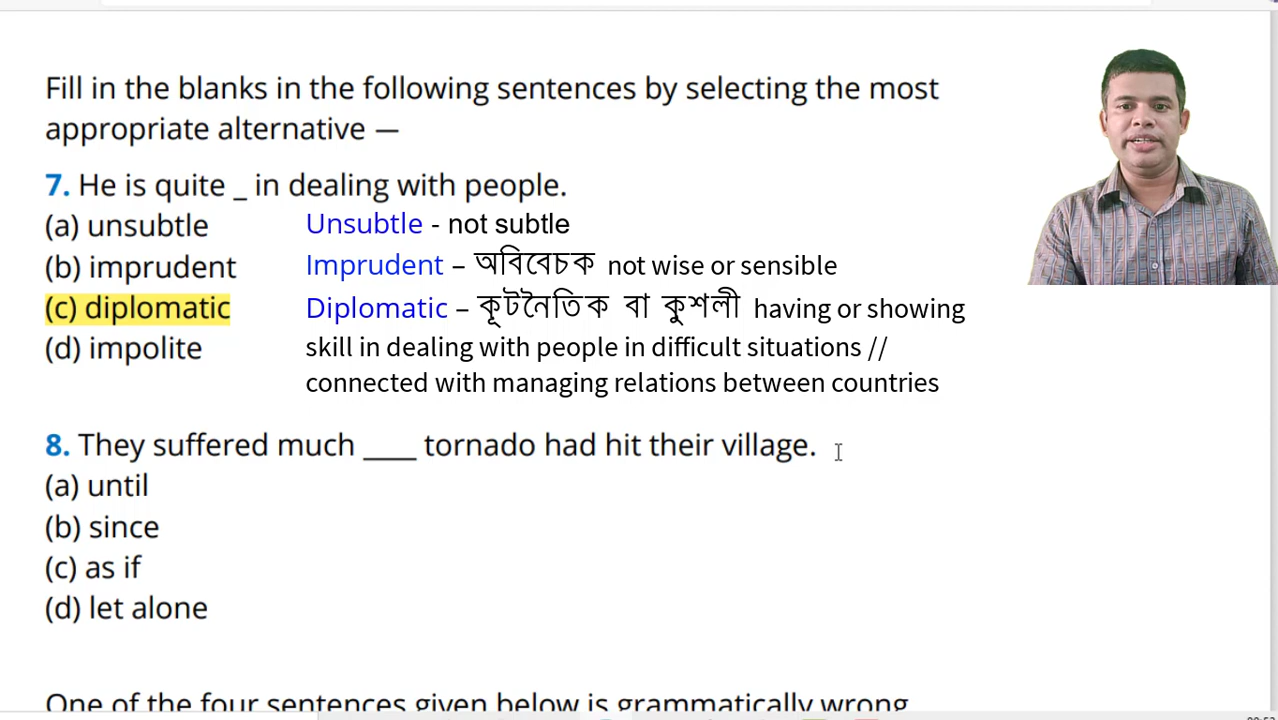 Fill in the blanks in the following sentences by selecting the most
appropriate alternative —
7. He is quite _ in dealing with people.
(a) unsubtle
Unsubtle - not subtle
(b) imprudent
Imprudent – অবিবেচক not wise or sensible
(c) diplomatic
Diplomatic – কূটনৈতিক বা কুশলী having or showing
(d) impolite
skill in dealing with people in difficult situations //
connected with managing relations between countries
8. They suffered much ____ tornado had hit their village.
(a) until
(b) since
(c) as if
(d) let alone
One of the four sentences given below is grammatically wrong